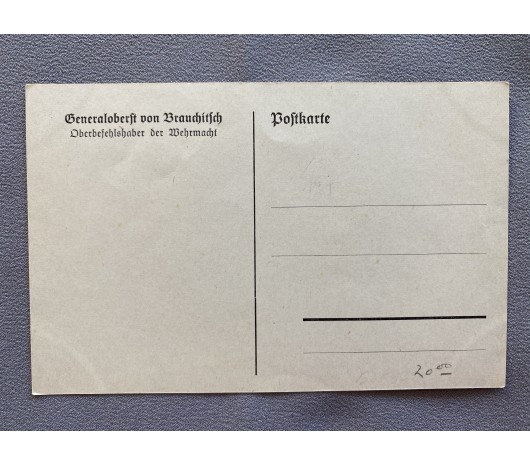 Generaloberst von Brauchitsch
Oberbefehlshaber der Wehrmacht
Postkarte
20 00